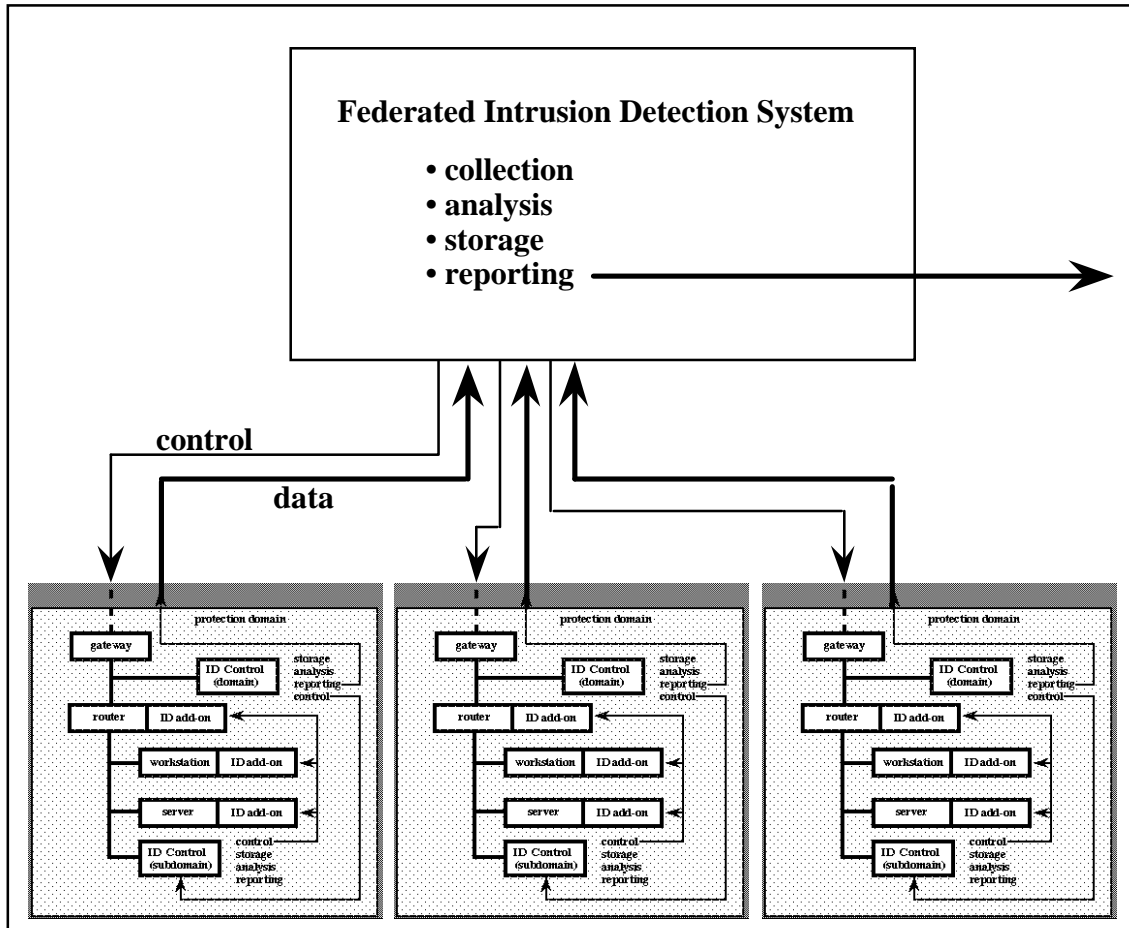 Federated Intrusion Detection System
• collection
• analysis
• storage
• reporting
control
data
protection domain
gateway
ID Control
(domain)
storage
analysis
reporting
control
router
ID add-on
workstation
ID add-on
server
ID add-on
ID Control
(subdomain)
control
storage
analysis
reporting
protection domain
gateway
ID Control
(domain)
storage
analysis
reporting
control
router
ID add-on
workstation
ID add-on
server
ID add-on
ID Control
(subdomain)
control
storage
analysis
reporting
protection domain
gateway
ID Control
(domain)
storage
analysis
reporting
control
router
ID add-on
workstation
ID add-on
server
ID add-on
ID Control
(subdomain)
control
storage
analysis
reporting